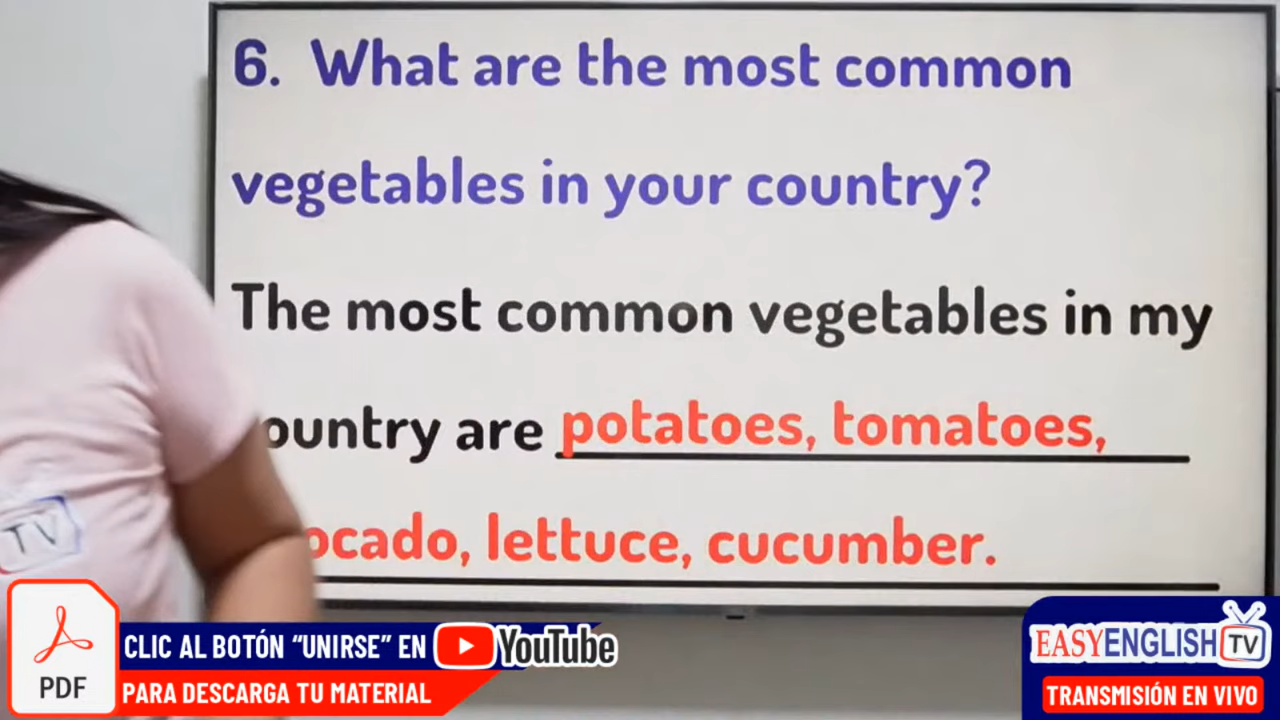 6. What are the most common
vegetables in your country?
The most common vegetables in my
ountry are potatoes, tomatoes,
ocado, lettuce, cucumber.
TV
PDF
CLIC AL BOTÓN “UNIRSE” EN YouTube
PARA DESCARGA TU MATERIAL
EASYENGLISH TV
TRANSMISIÓN EN VIVO